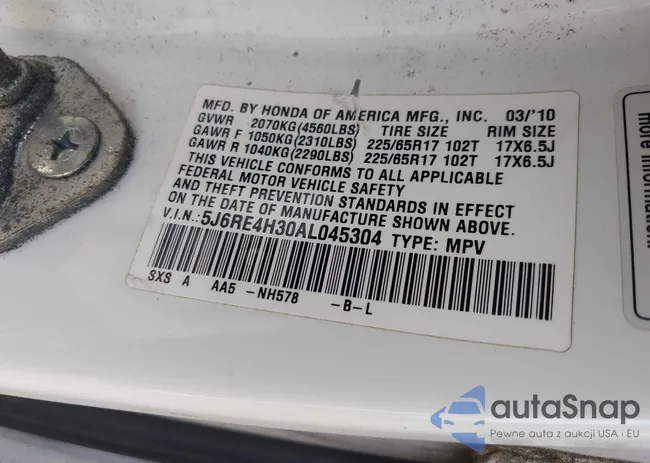 MFD. BY HONDA OF AMERICA MFG., INC. 03/'10
GVWR 2070KG(4560LBS) TIRE SIZE RIM SIZE
GAWR F 1050KG(2310LBS) 225/65R17 102T 17X6.5J
GAWR R 1040KG(2290LBS) 225/65R17 102T 17X6.5J
THIS VEHICLE CONFORMS TO ALL APPLICABLE
FEDERAL MOTOR VEHICLE SAFETY
AND THEFT PREVENTION STANDARDS IN EFFECT
ON THE DATE OF MANUFACTURE SHOWN ABOVE.
V.I.N.: 5J6RE4H30AL045304 TYPE: MPV
SXS A AA5 -NH578 -B-L
more information.
autaSnap
Pewne auta z aukcji USA i EU